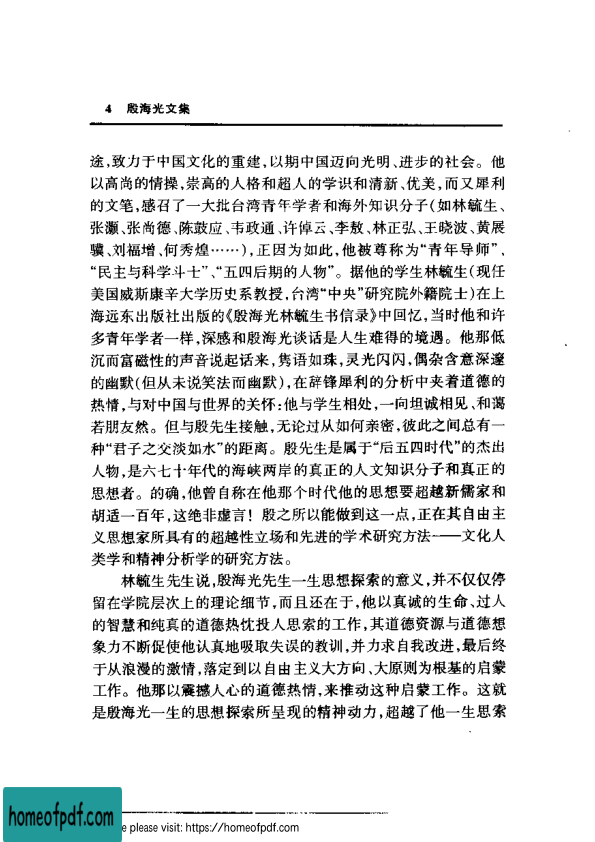 4 殷海光文集
途,致力于中国文化的重建,以期中国迈向光明、进步的社会。他
以高尚的情操,崇高的人格和超人的学识和清新、优美,而又犀利
的文笔,感召了一大批台湾青年学者和海外知识分子(如林毓生、
张灏、张尚德、陈鼓应、韦政通、许倬云、李敖、林正弘、王晓波、黄展
骥、刘福增、何秀煌……),正因为如此,他被尊称为“青年导师”、
“民主与科学斗士”、“五四后期的人物”。据他的学生林毓生(现任
美国威斯康辛大学历史系教授,台湾“中央”研究院外籍院士)在上
海远东出版社出版的《殷海光林毓生书信录》中回忆,当时他和许
多青年学者一样,深感和殷海光谈话是人生难得的境遇。他那低
沉而富磁性的声音说起话来,隽语如珠,灵光闪闪,偶杂含意深邃
的幽默(但从未说笑法而幽默),在辞锋犀利的分析中夹着道德的
热情,与对中国与世界的关怀:他与学生相处,一向坦诚相见、和蔼
若朋友然。但与殷先生接触,无论过从如何亲密,彼此之间总有一
种“君子之交淡如水”的距离。殷先生是属于“后五四时代”的杰出
人物,是六七十年代的海峡两岸的真正的人文知识分子和真正的
思想者。的确,他曾自称在他那个时代他的思想要超越新儒家和
胡适一百年,这绝非虚言!殷之所以能做到这一点,正在其自由主
义思想家所具有的超越性立场和先进的学术研究方法——文化人
类学和精神分析学的研究方法。
林毓生先生说,殷海光先生一生思想探索的意义,并不仅仅停
留在学院层次上的理论细节,而且还在于,他以真诚的生命、过人
的智慧和纯真的道德热忱投人思索的工作,其道德资源与道德想
象力不断促使他认真地吸取失误的教训,并力求自我改进,最后终
于从浪漫的激情,落定到以自由主义大方向、大原则为根基的启蒙
工作。他那以震撼人心的道德热情,来推动这种启蒙工作。这就
是殷海光一生的思想探索所呈现的精神动力,超越了他一生思索
homeofpdf.com
e please visit: https://homeofpdf.com